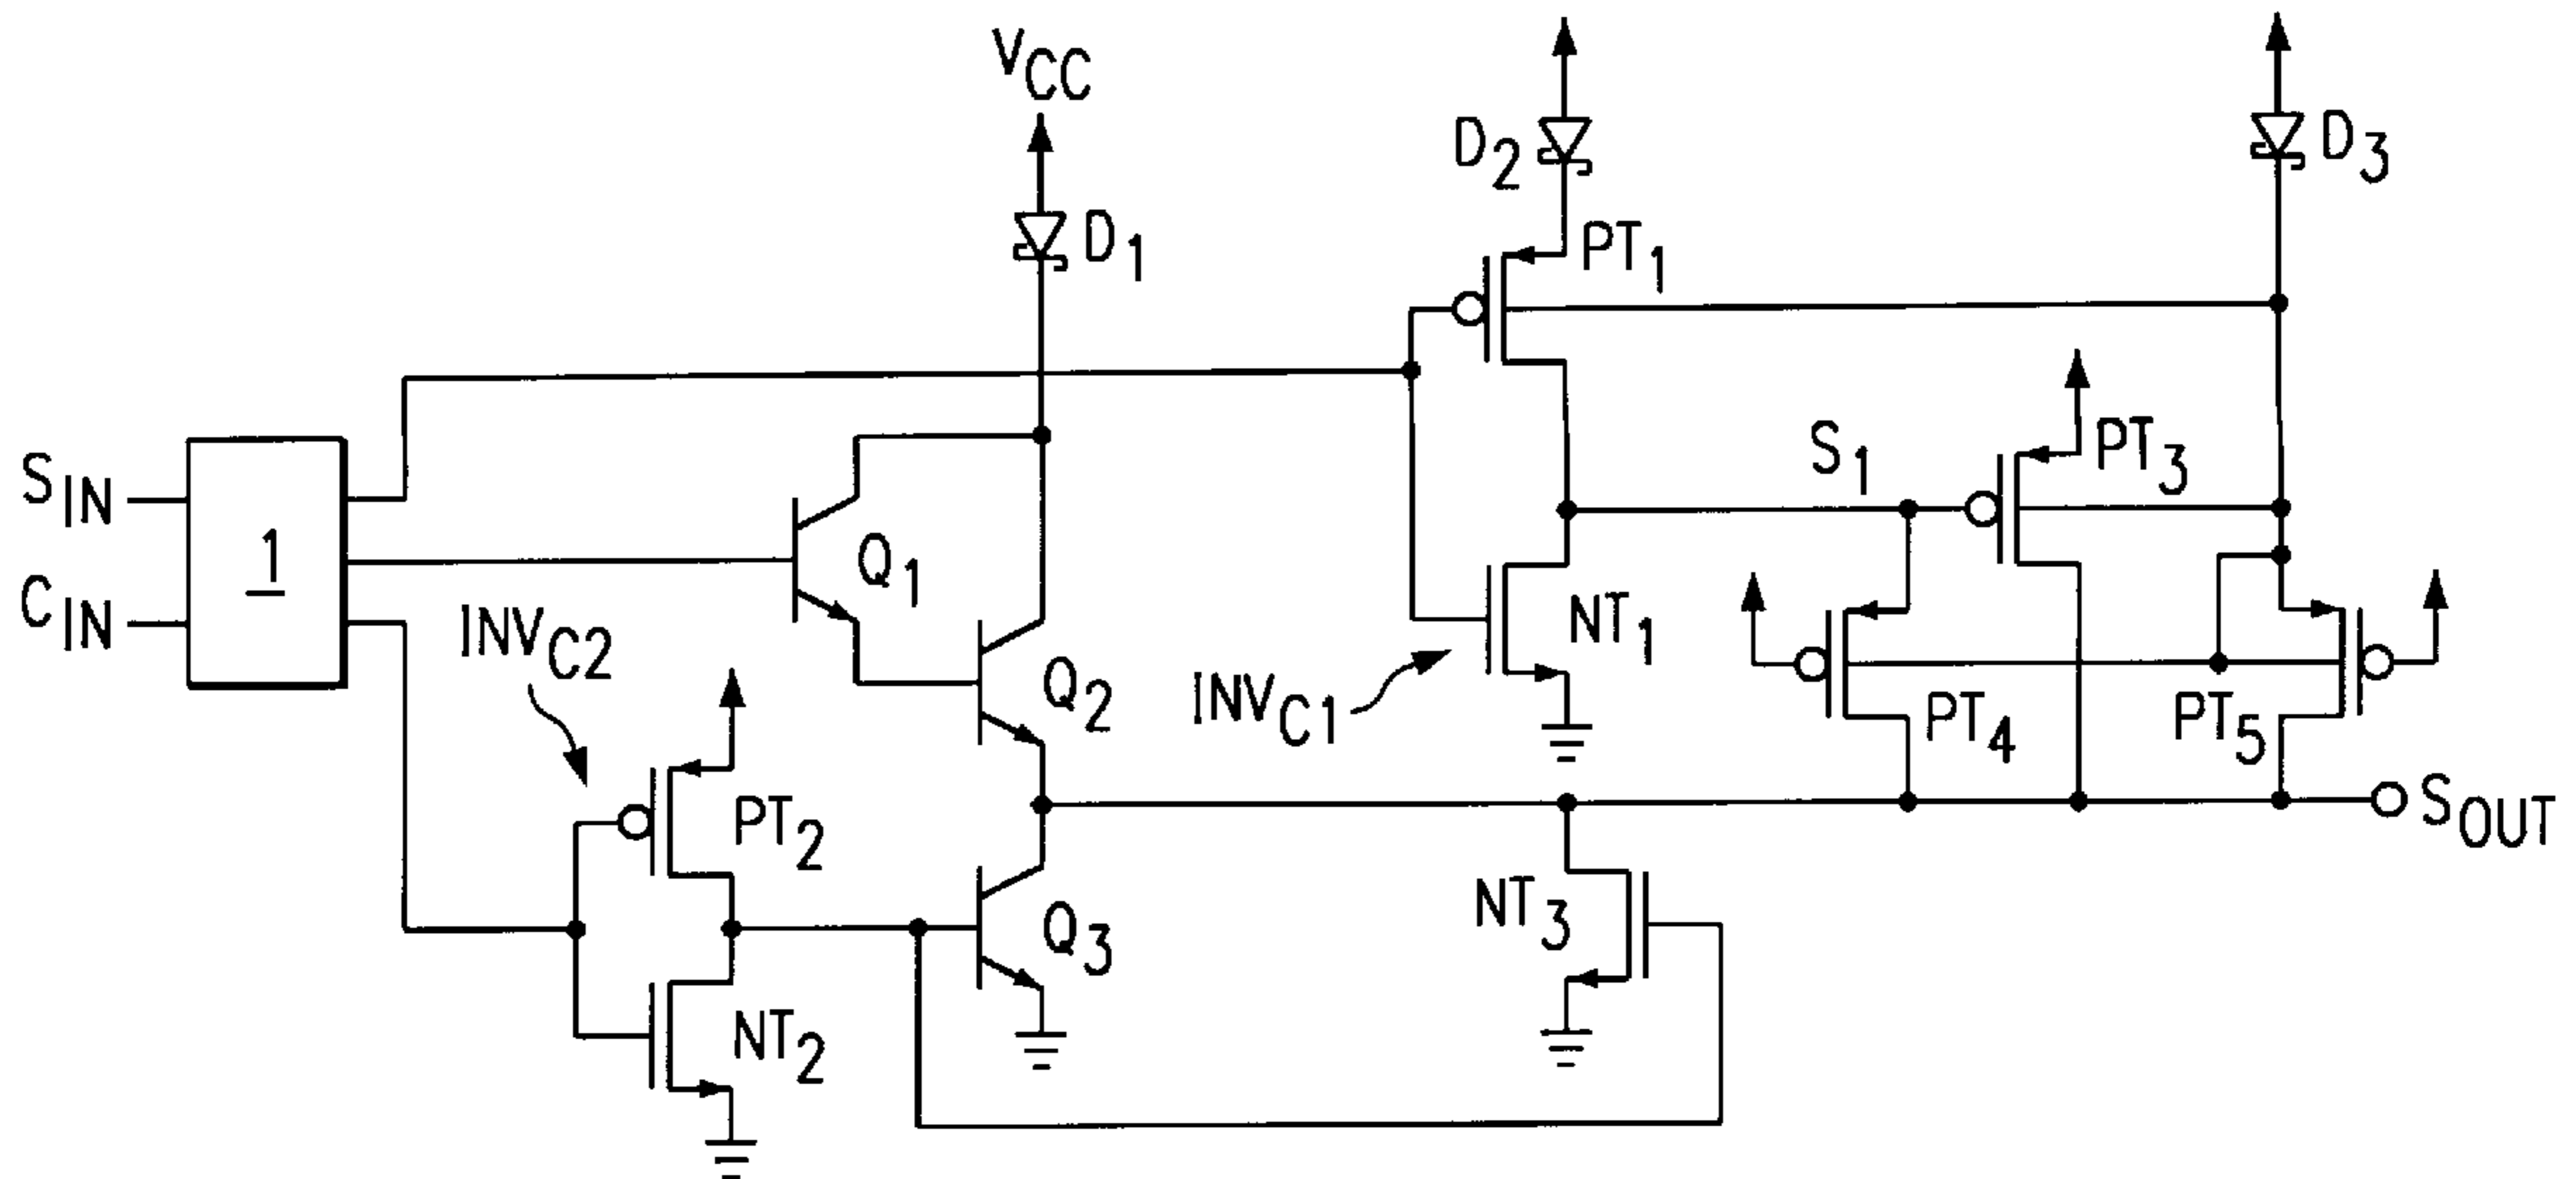 VCC
D1
D2
D3
PT1
SIN
CIN
1
Q1
S1
PT3
INVC2
Q2
INVC1
NT1
PT4
PT5
PT2
SOUT
NT3
Q3
NT2